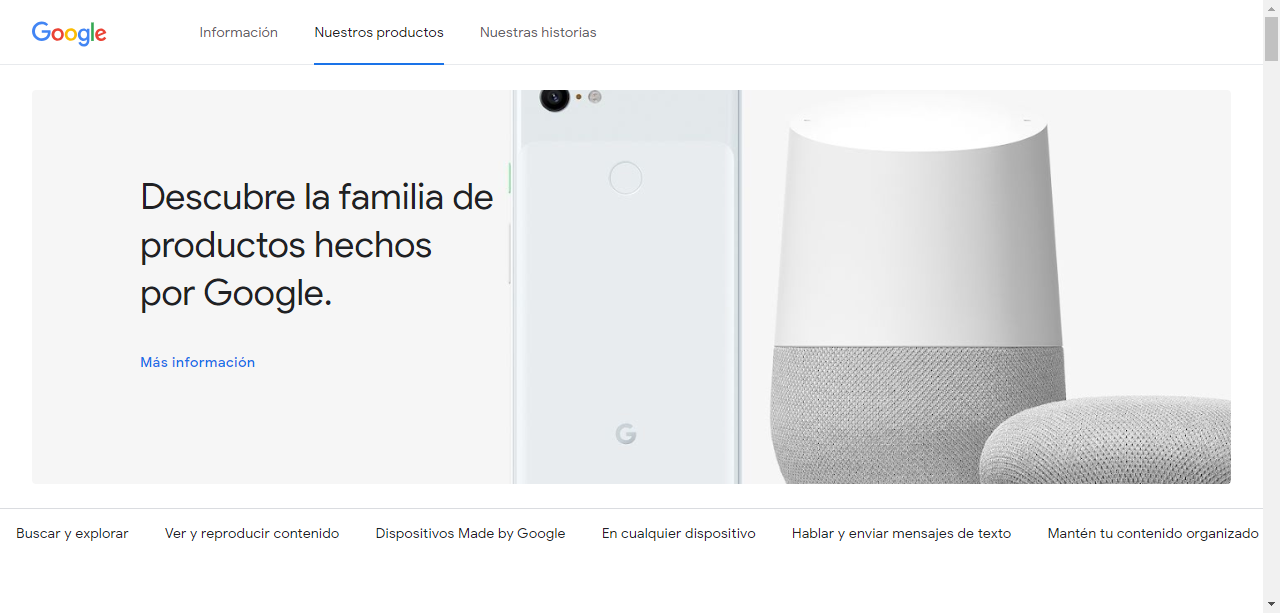 Google
Información
Nuestros productos
Nuestras historias
Descubre la familia de
productos hechos
por Google.
Más información
G
Buscar y explorar
Ver y reproducir contenido
Dispositivos Made by Google
En cualquier dispositivo
Hablar y enviar mensajes de texto
Mantén tu contenido organizado